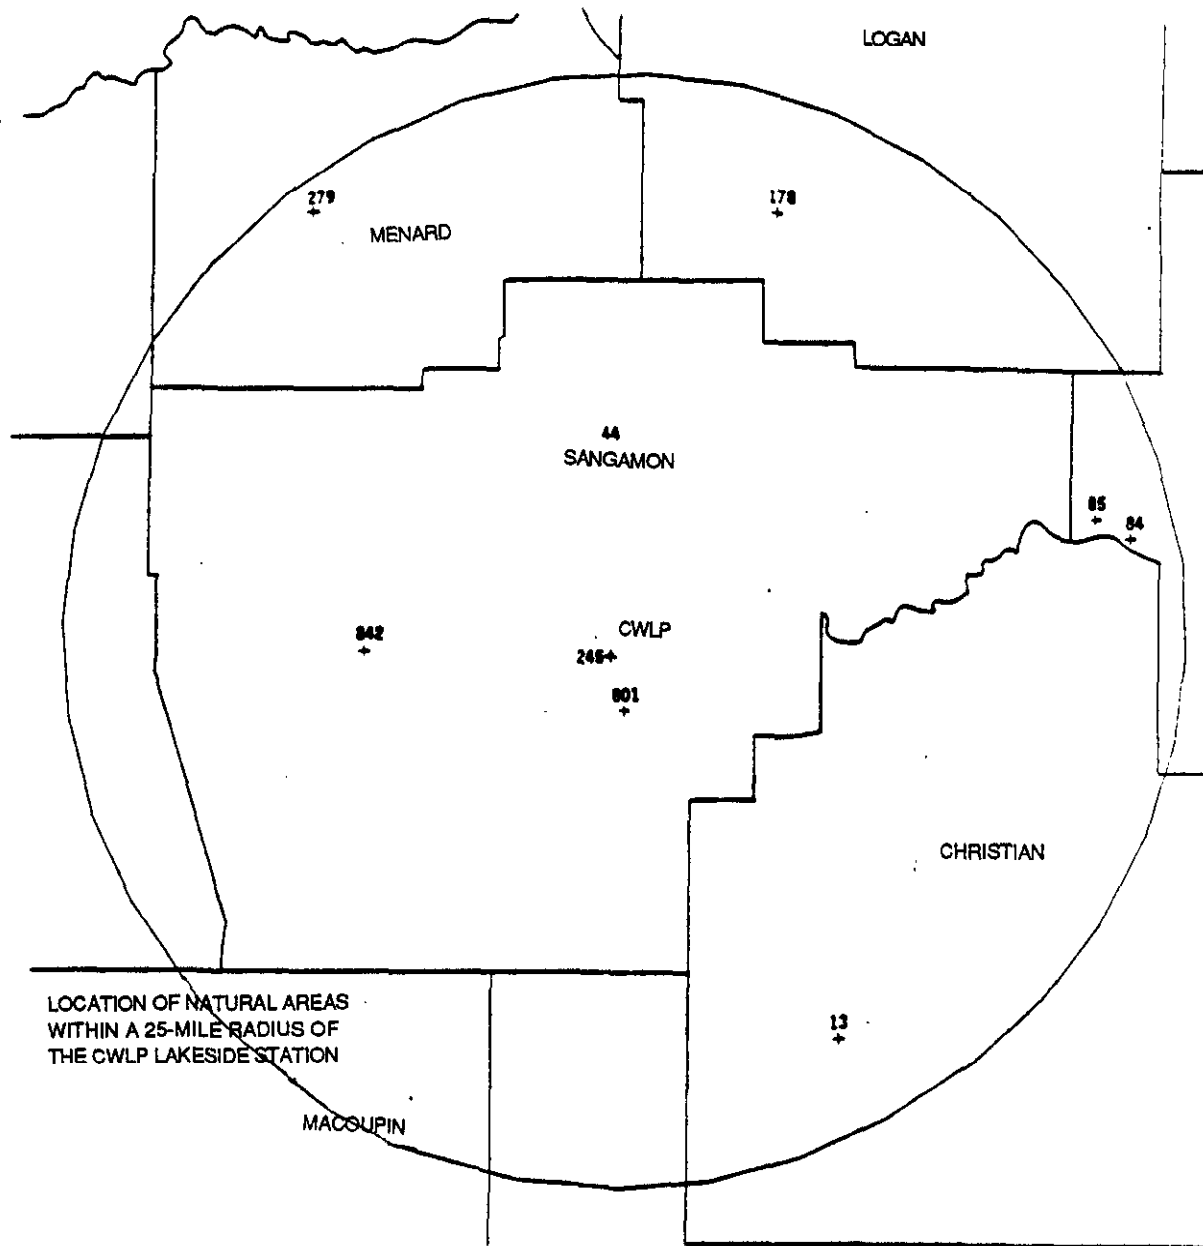 LOGAN
279
178
MENARD
44
SANGAMON
85
84
CWLP
842
246
801
CHRISTIAN
LOCATION OF NATURAL AREAS
WITHIN A 25-MILE RADIUS OF
THE CWLP LAKESIDE STATION
13
MACOUPIN